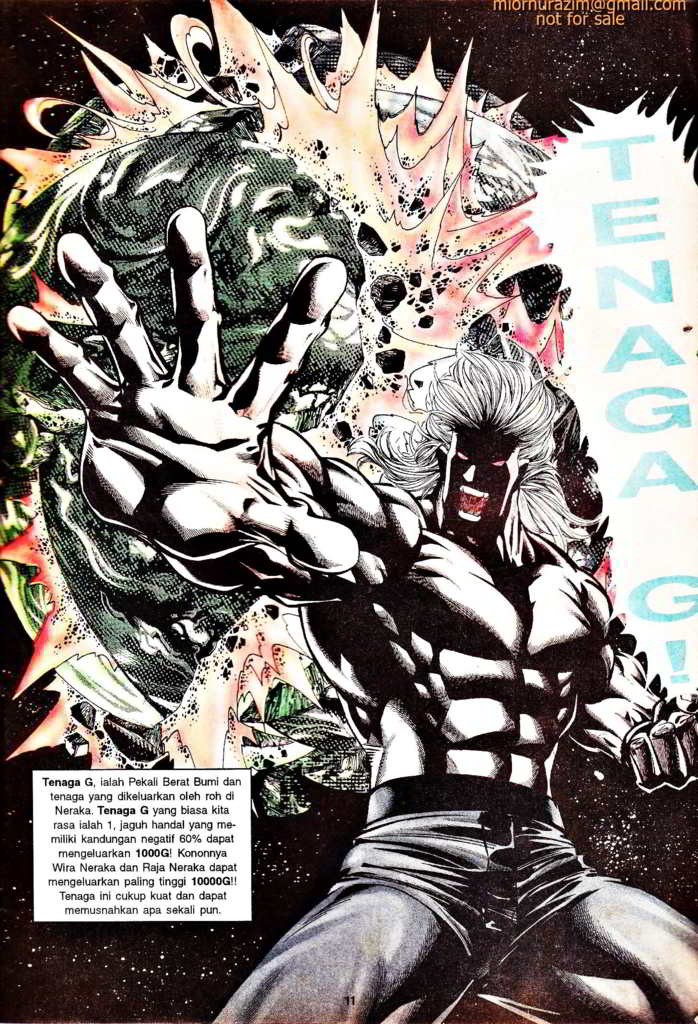 miornurazim@gmail.com
not for sale
TENAGA G!
Tenaga G, ialah Pekali Berat Bumi dan
tenaga yang dikeluarkan oleh roh di
Neraka. Tenaga G yang biasa kita
rasa ialah 1, jaguh handal yang me-
miliki kandungan negatif 60% dapat
mengeluarkan 1000G! Kononnya
Wira Neraka dan Raja Neraka dapat
mengeluarkan paling tinggi 10000G!!
Tenaga ini cukup kuat dan dapat
memusnahkan apa sekali pun.
11